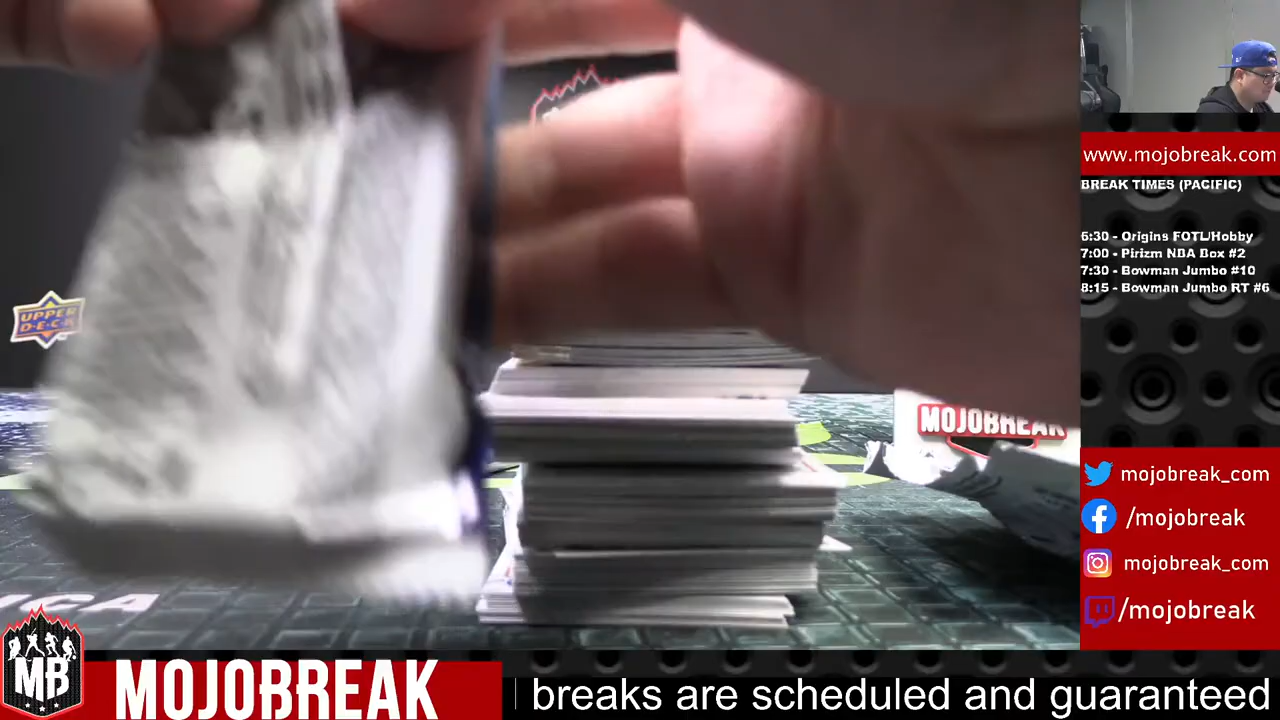 www.mojobreak.com
BREAK TIMES (PACIFIC)
5:30 - Origins FOTL/Hobby
7:00 - Pirizm NBA Box #2
7:30 - Bowman Jumbo #10
8:15 - Bowman Jumbo RT #6
UPPER
D·E·C·K
MOJOBREAK
mojobreak_com
/mojobreak
mojobreak_com
/mojobreak
MB
MOJOBREAK
breaks are scheduled and guaranteed